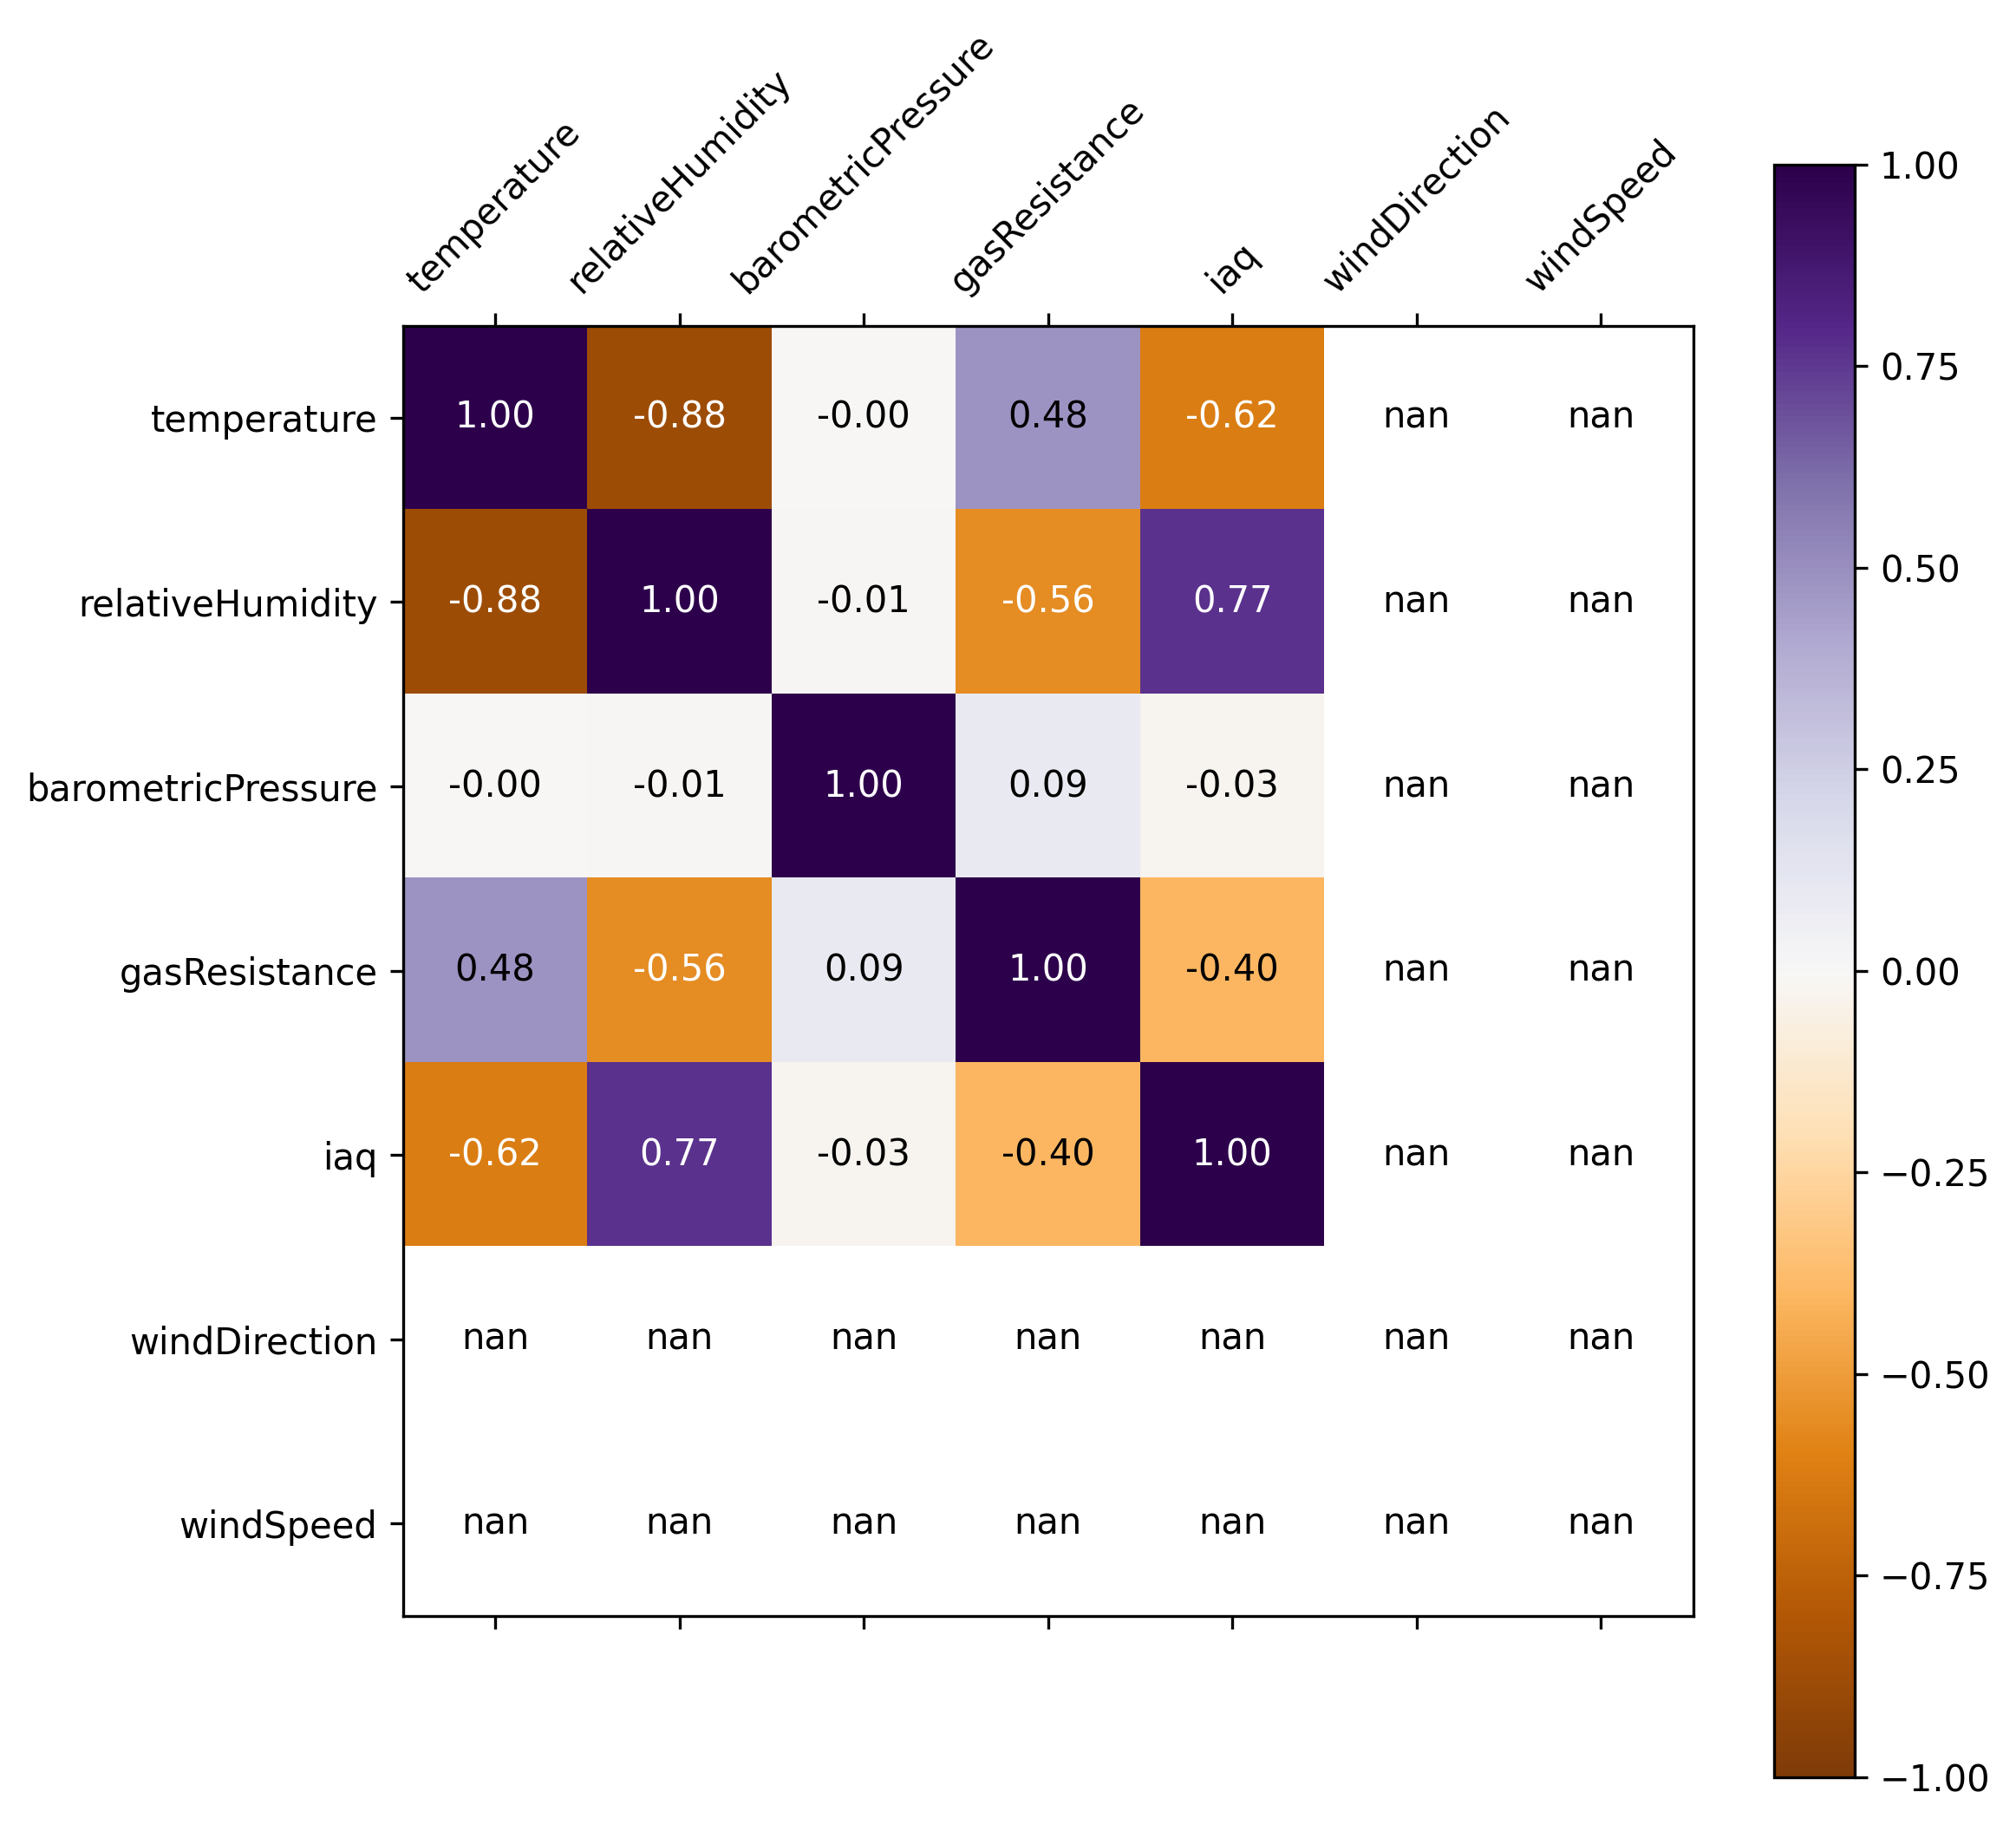 temperature
relativeHumidity
barometricPressure
gasResistance
iaq
windDirection
windSpeed
temperature 1.00 -0.88 -0.00 0.48 -0.62 nan nan
relativeHumidity -0.88 1.00 -0.01 -0.56 0.77 nan nan
barometricPressure -0.00 -0.01 1.00 0.09 -0.03 nan nan
gasResistance 0.48 -0.56 0.09 1.00 -0.40 nan nan
iaq -0.62 0.77 -0.03 -0.40 1.00 nan nan
windDirection nan nan nan nan nan nan nan
windSpeed nan nan nan nan nan nan nan
1.00
0.75
0.50
0.25
0.00
−0.25
−0.50
−0.75
−1.00